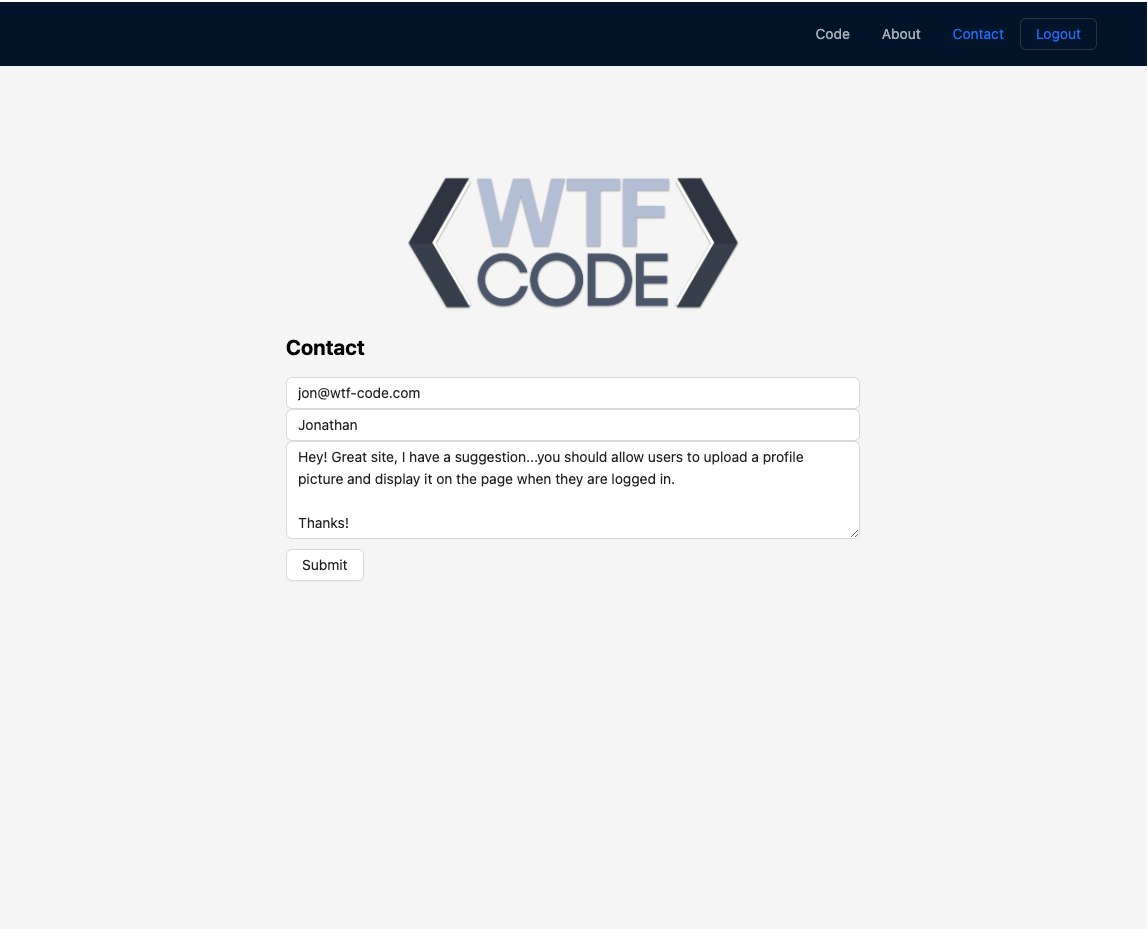 Code About Contact Logout
WTF
CODE
Contact
jon@wtf-code.com
Jonathan
Hey! Great site, I have a suggestion...you should allow users to upload a profile
picture and display it on the page when they are logged in.
Thanks!
Submit